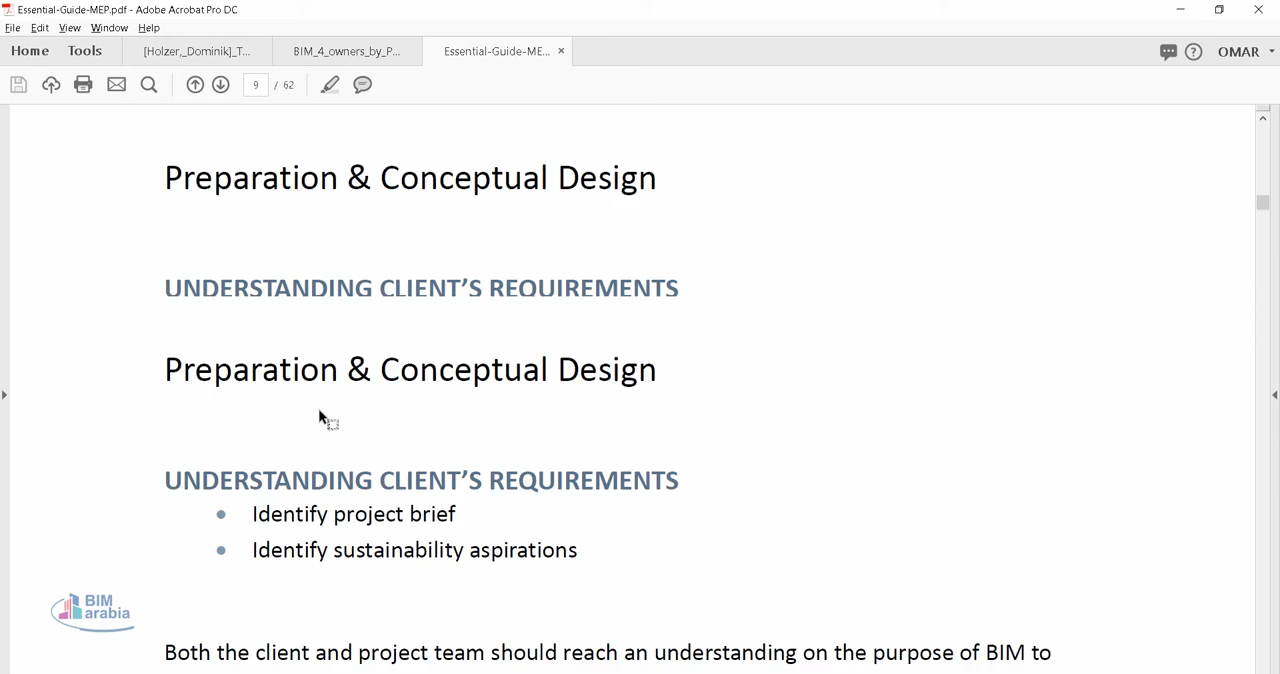 Essential-Guide-MEP.pdf - Adobe Acrobat Pro DC
File Edit View Window Help
Home Tools [Holzer,_Dominik]_T... BIM_4_owners_by_P... Essential-Guide-ME... × OMAR
9 / 62
Preparation & Conceptual Design
UNDERSTANDING CLIENT'S REQUIREMENTS
Preparation & Conceptual Design
UNDERSTANDING CLIENT'S REQUIREMENTS
• Identify project brief
• Identify sustainability aspirations
BIM
arabia
Both the client and project team should reach an understanding on the purpose of BIM to